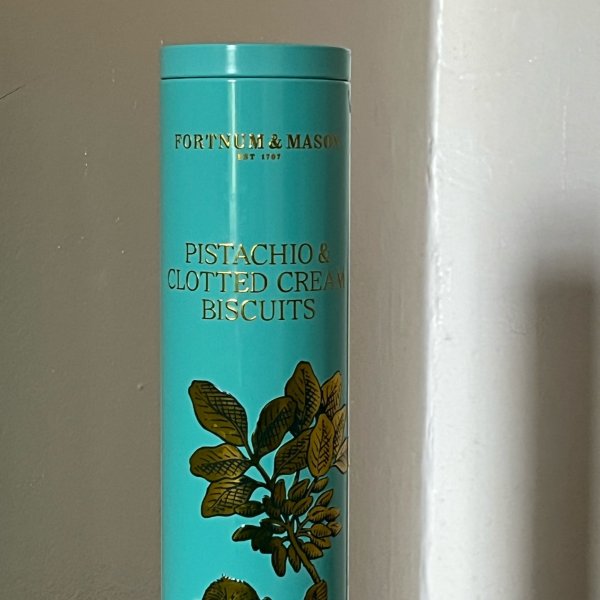 FORTNUM & MASON
EST 1707
PISTACHIO &
CLOTTED CREAM
BISCUITS